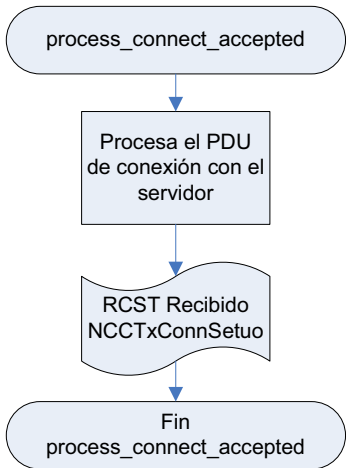 process_connect_accepted
Procesa el PDU
de conexión con el
servidor
RCST Recibido
NCCTxConnSetuo
Fin
process_connect_accepted